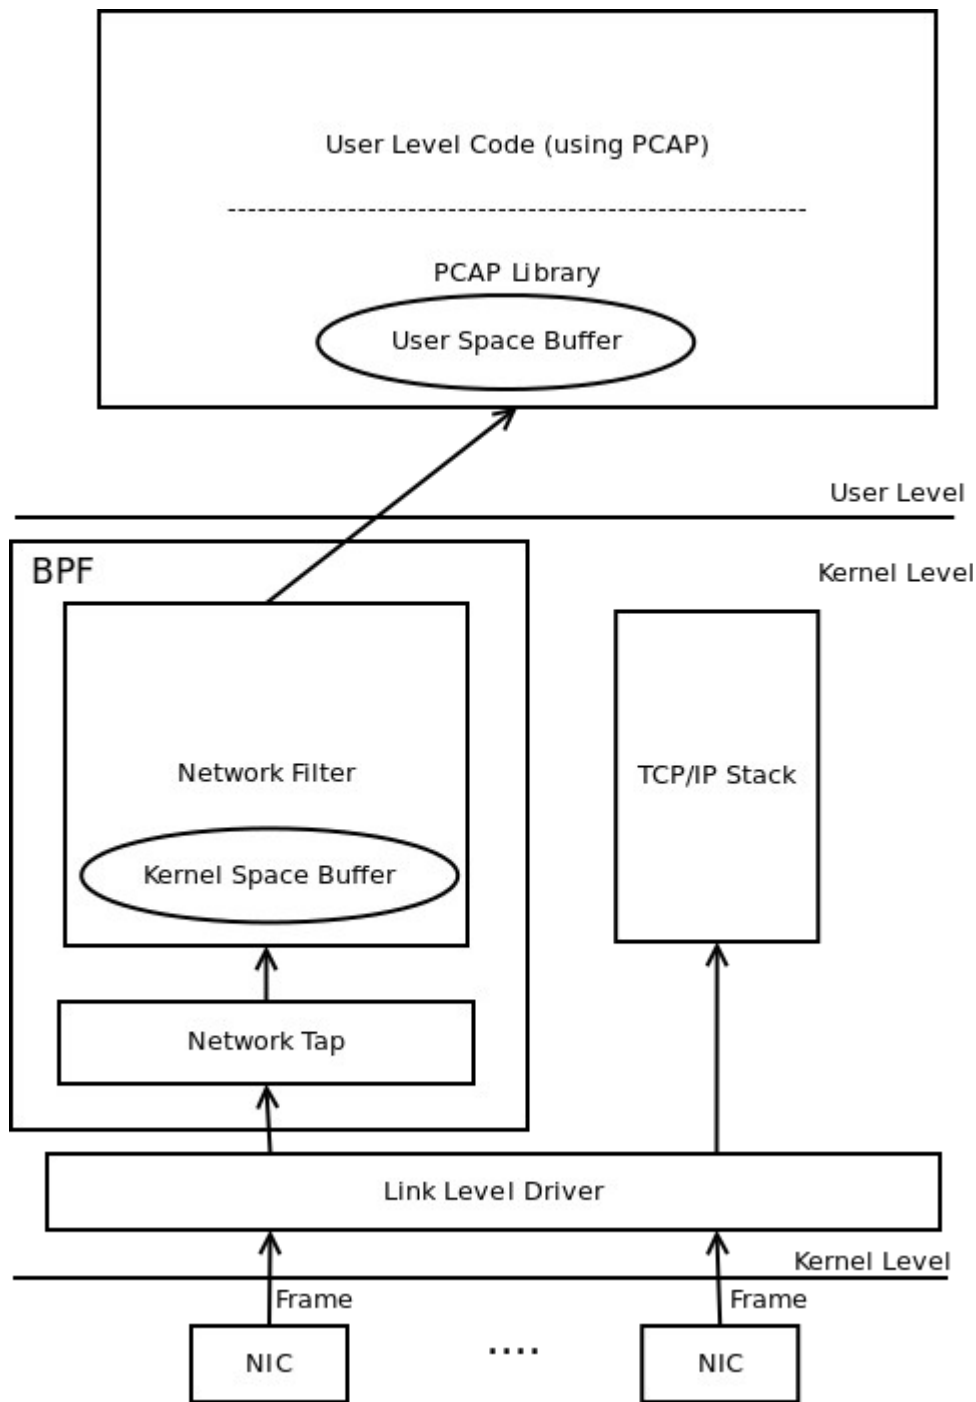 User Level Code (using PCAP)
PCAP Library
User Space Buffer
User Level
BPF
Kernel Level
Network Filter
TCP/IP Stack
Kernel Space Buffer
Network Tap
Link Level Driver
Kernel Level
Frame
Frame
NIC
....
NIC